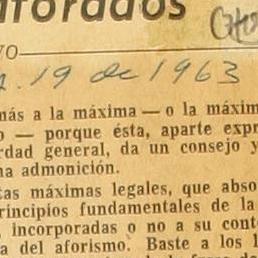 aforados
VO
19 de 1963
más a la máxima — o la máxim
o — porque ésta, aparte expr
rdad general, da un consejo y
na admonición.
tas máximas legales, que abso
rincipios fundamentales de la
incorporadas o no a su cont
a del aforismo. Baste a los l